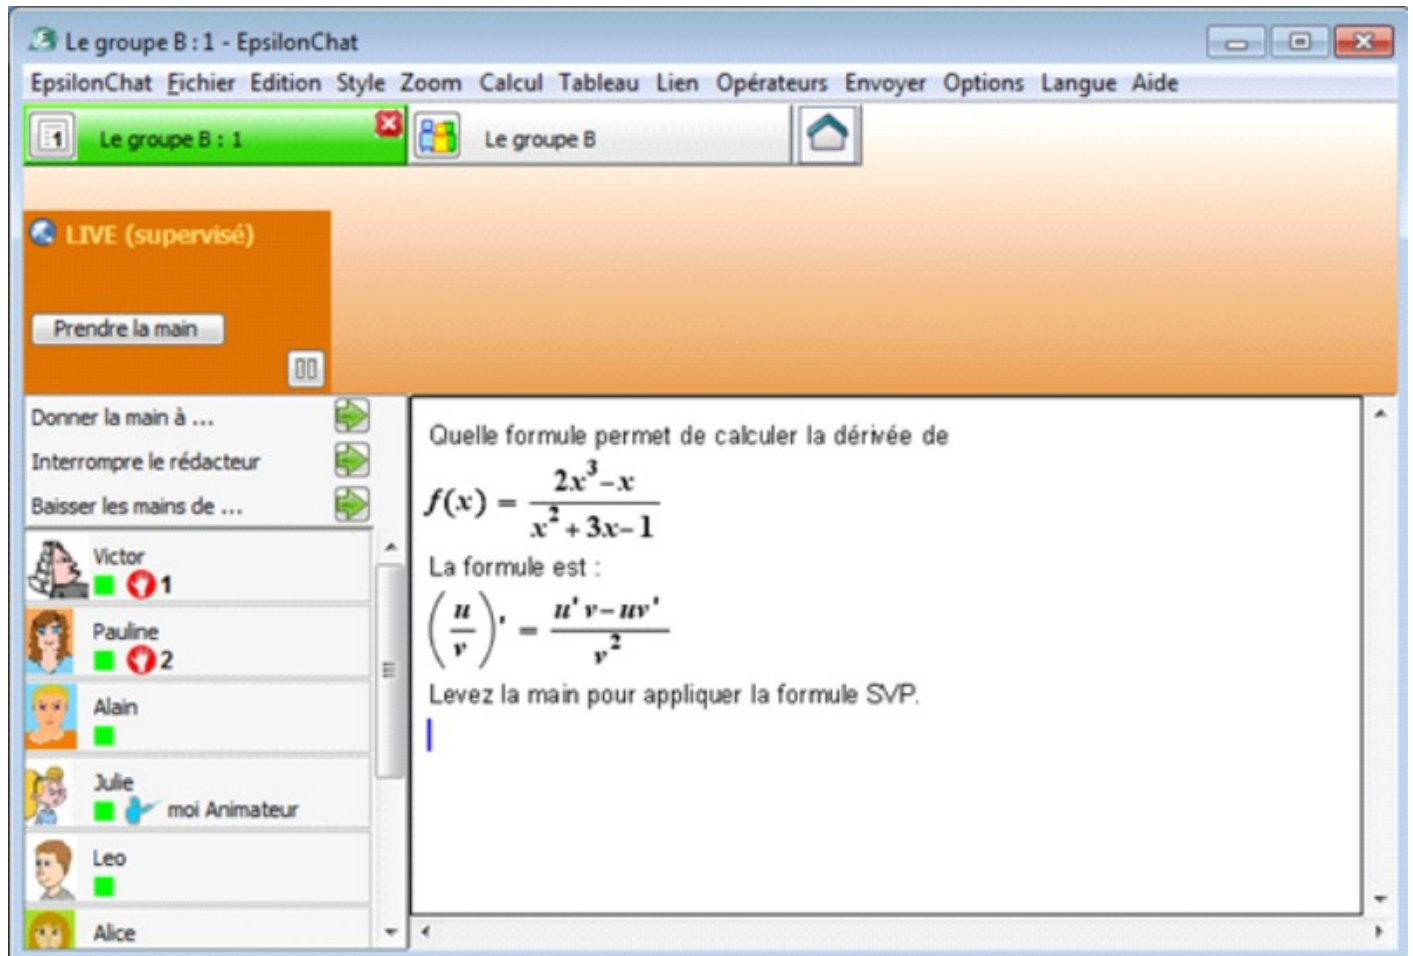 Le groupe B : 1 - EpsilonChat
EpsilonChat Fichier Edition Style Zoom Calcul Tableau Lien Opérateurs Envoyer Options Langue Aide
1 Le groupe B : 1 Le groupe B
LIVE (supervisé)
Prendre la main
Donner la main à ...
Interrompre le rédacteur
Baisser les mains de ...
Victor
1
Pauline
2
Alain
Julie
moi Animateur
Leo
Alice
Quelle formule permet de calculer la dérivée de
f(x) = (2x³ – x) / (x² + 3x – 1)
La formule est :
(u/v)' = (u' v – uv') / v²
Levez la main pour appliquer la formule SVP.